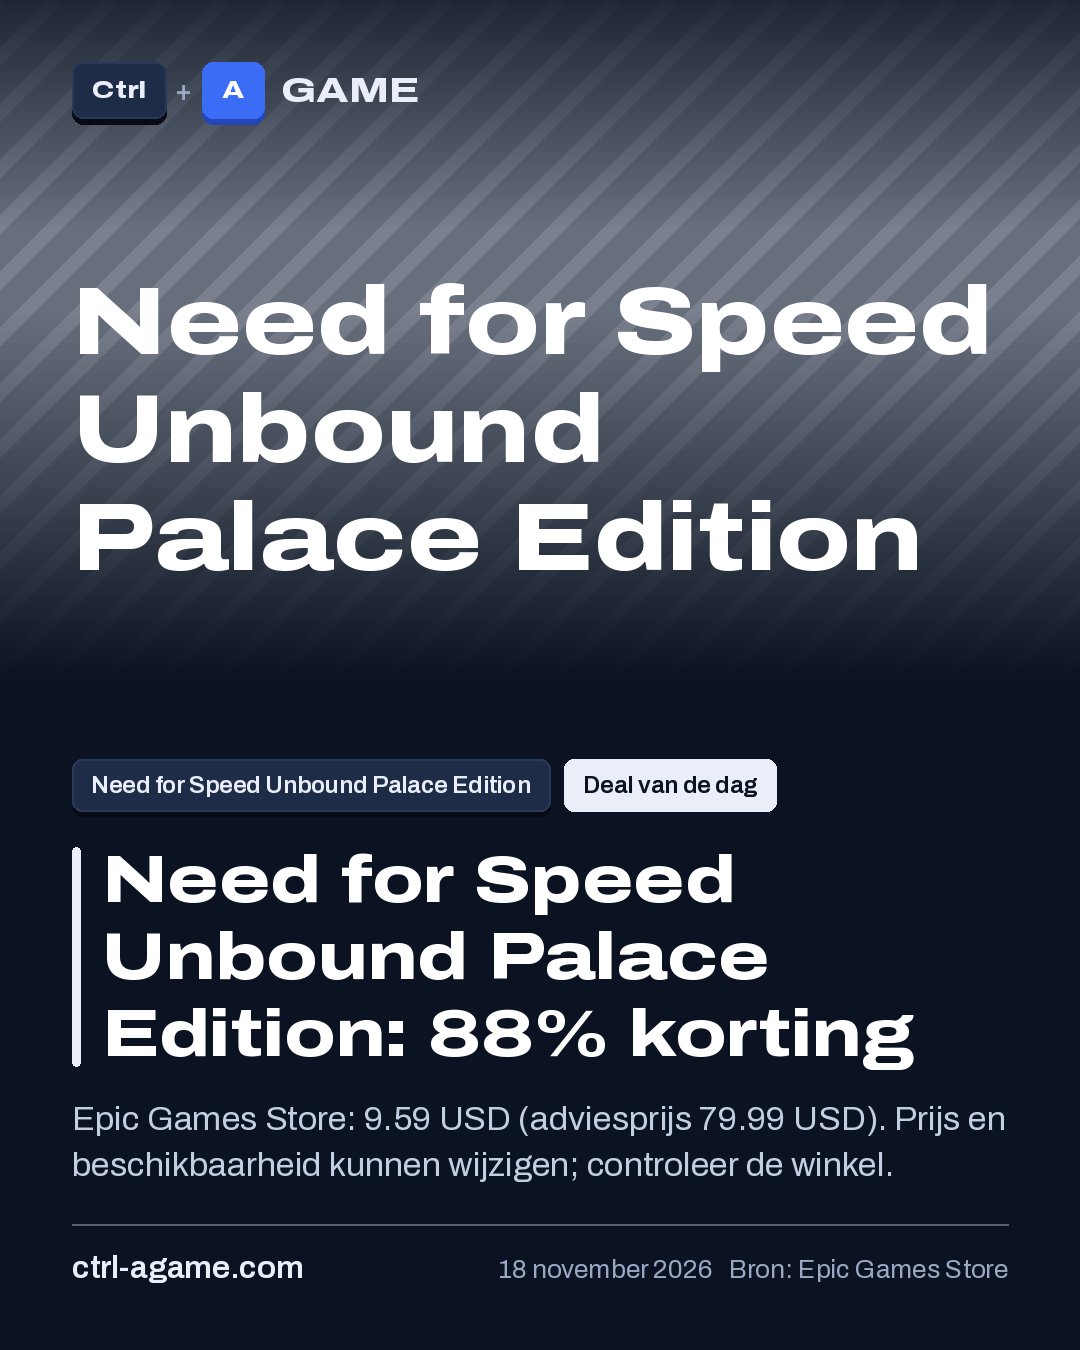 Ctrl + A GAME
Need for Speed
Unbound
Palace Edition
Need for Speed Unbound Palace Edition
Deal van de dag
Need for Speed
Unbound Palace
Edition: 88% korting
Epic Games Store: 9.59 USD (adviesprijs 79.99 USD). Prijs en
beschikbaarheid kunnen wijzigen; controleer de winkel.
ctrl-agame.com
18 november 2026 Bron: Epic Games Store